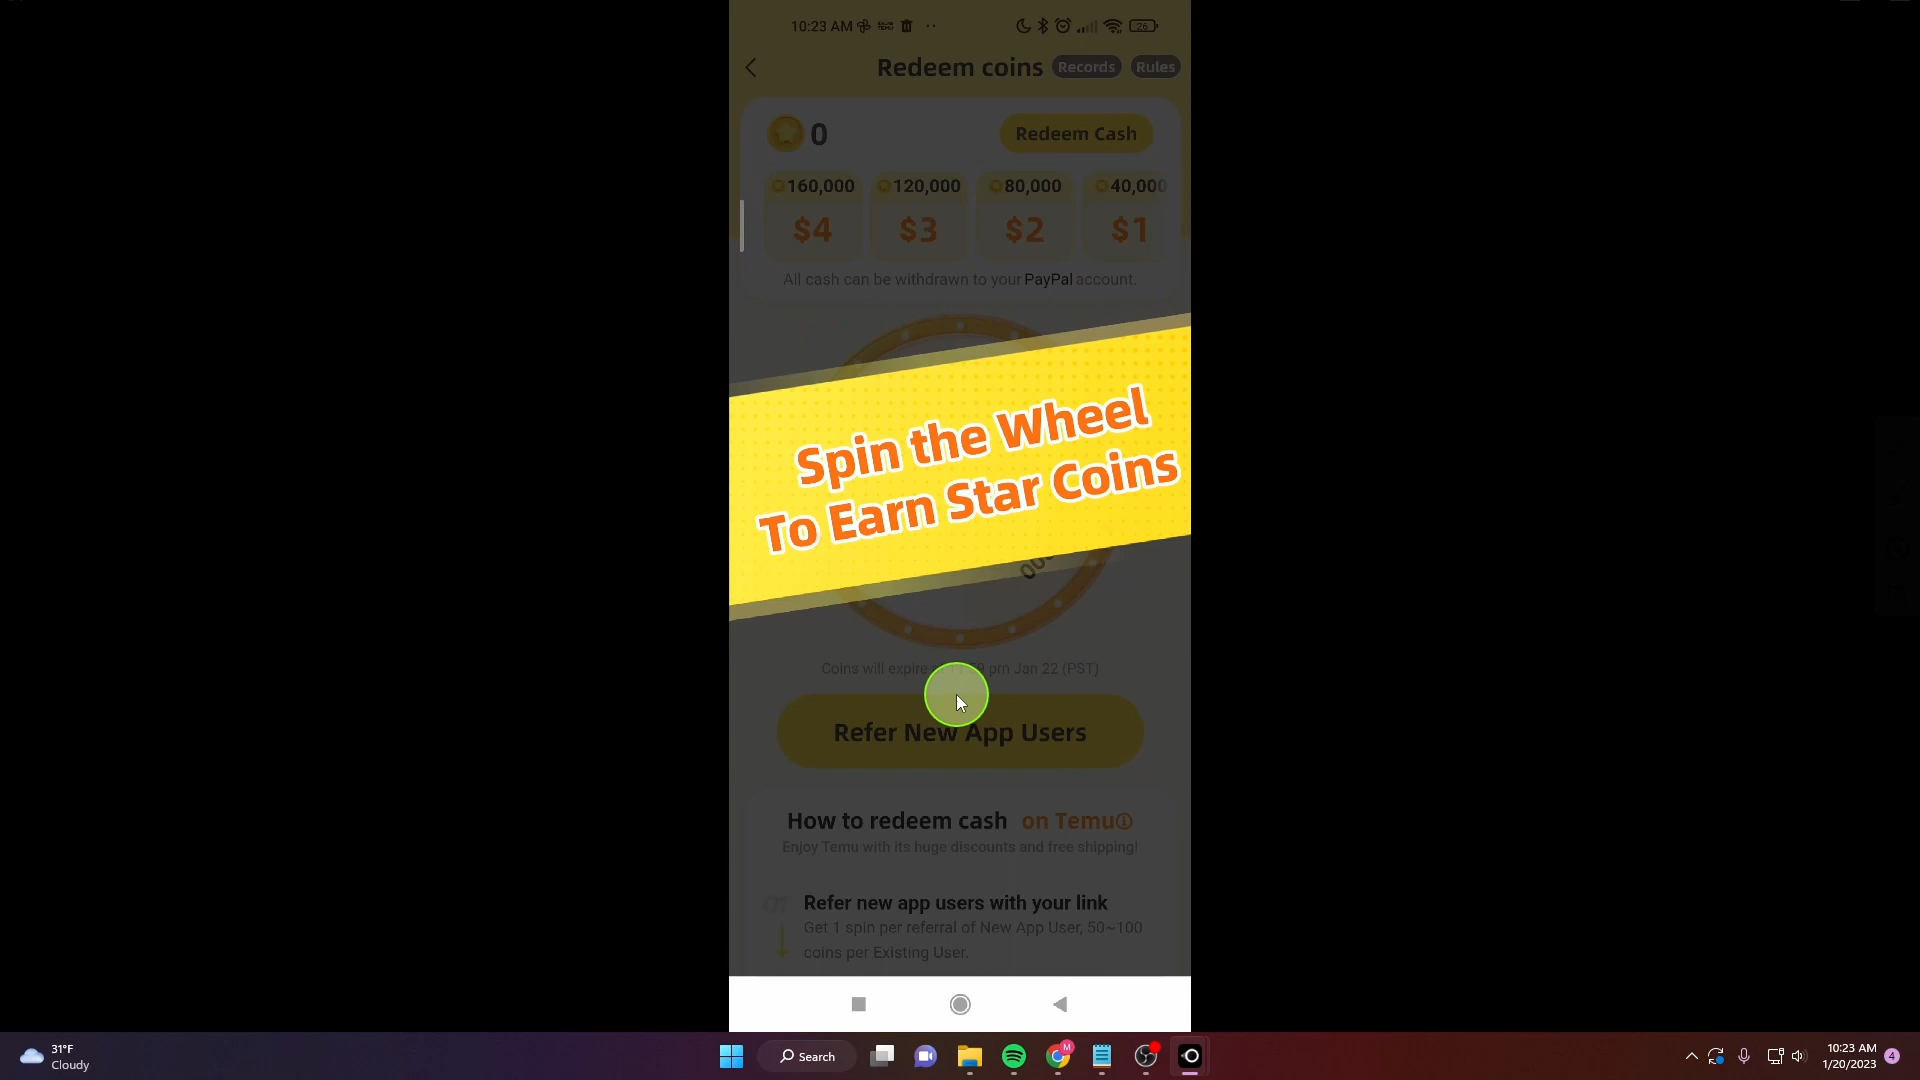 10:23 AM
26
Redeem coins Records Rules
0 Redeem Cash
160,000 120,000 80,000 40,000
$4 $3 $2 $1
All cash can be withdrawn to your PayPal account.
Spin the Wheel
To Earn Star Coins
Coins will expire pm Jan 22 (PST)
Refer New App Users
How to redeem cash on Temu
Enjoy Temu with its huge discounts and free shipping!
01 Refer new app users with your link
Get 1 spin per referral of New App User, 50~100
coins per Existing User.
31°F
Cloudy
Search
M
10:23 AM
1/20/2023
4